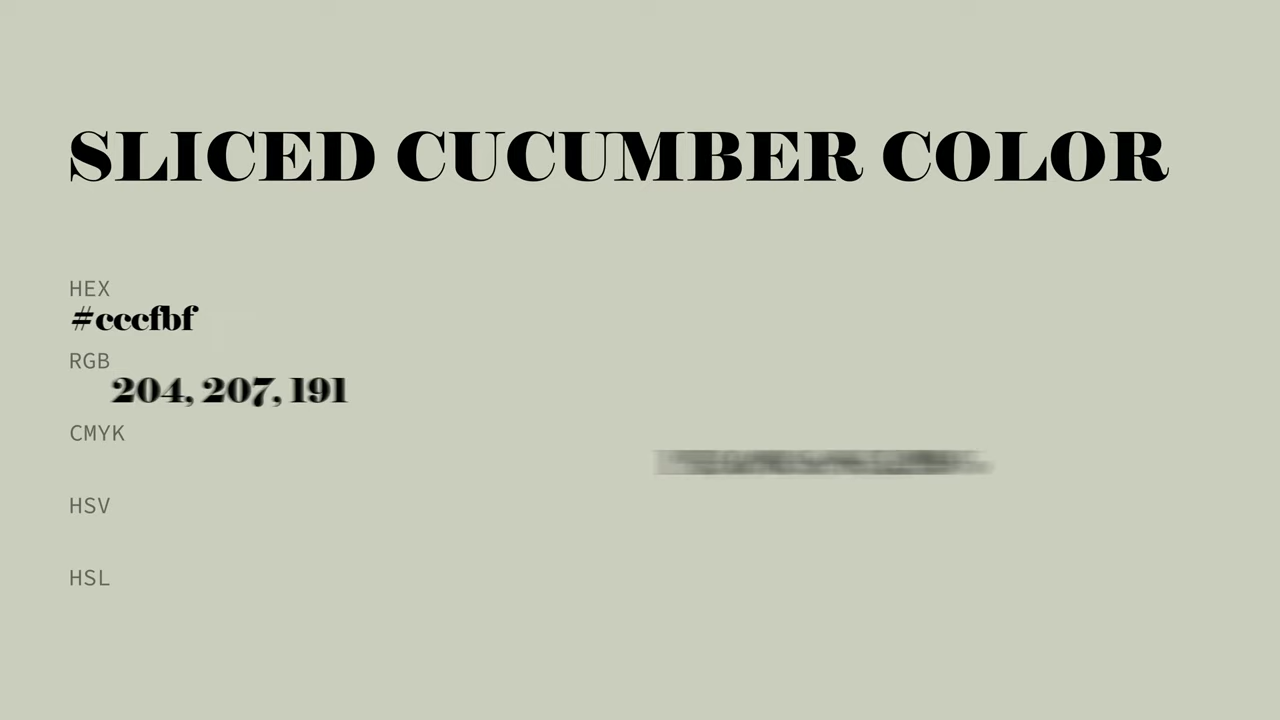 SLICED CUCUMBER COLOR
HEX
#cccfbf
RGB
204, 207, 191
CMYK
HSV
HSL